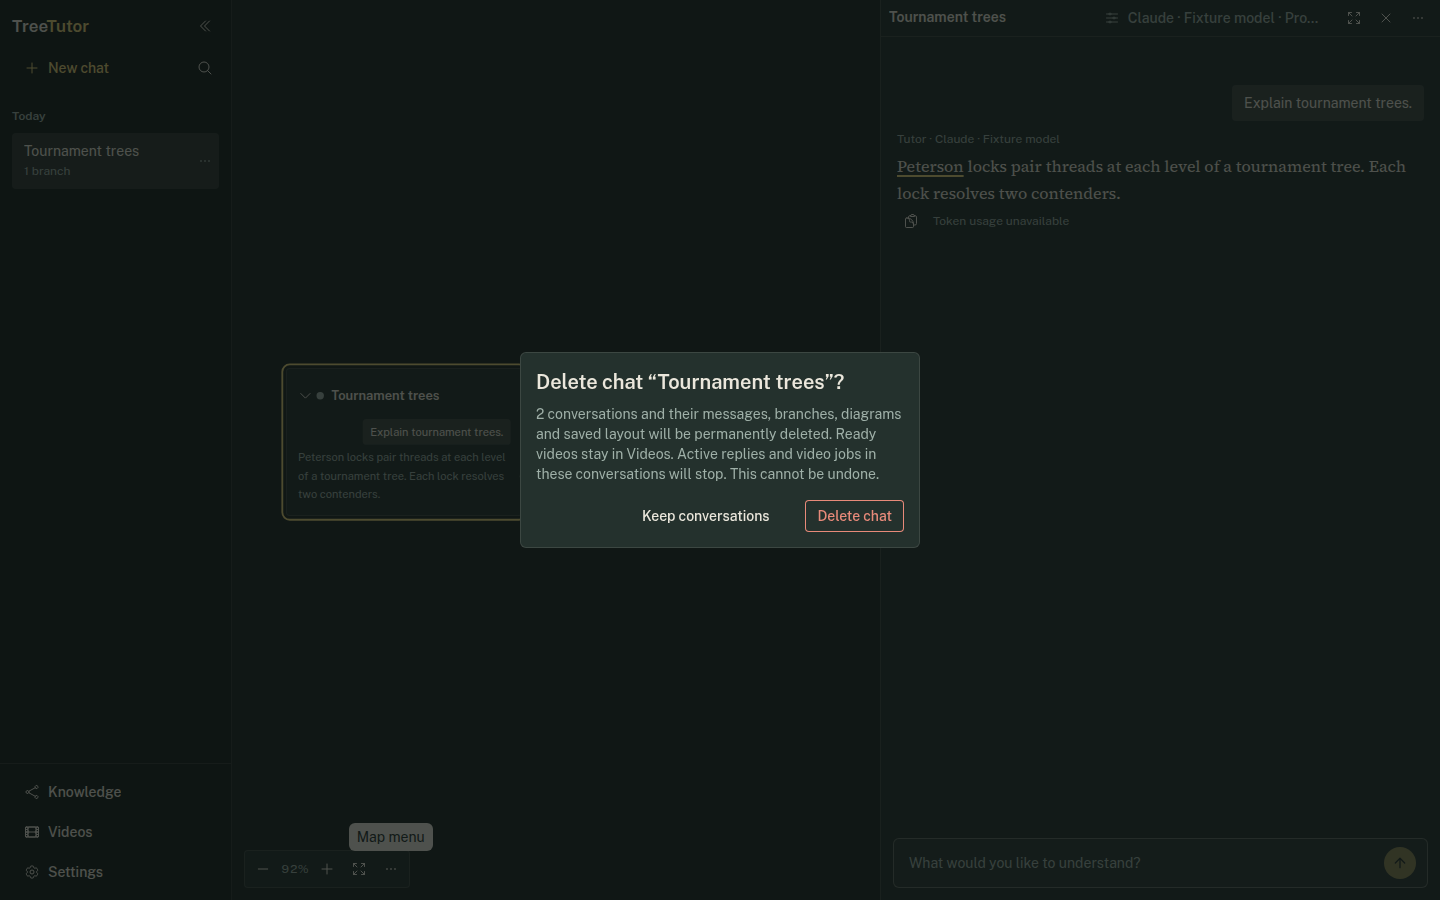 TreeTutor
New chat
Today
Tournament trees
1 branch
Knowledge
Videos
Settings
Tournament trees
Explain tournament trees.
Peterson locks pair threads at each level
of a tournament tree. Each lock resolves
two contenders.
Map menu
92%
Delete chat “Tournament trees”?
2 conversations and their messages, branches, diagrams
and saved layout will be permanently deleted. Ready
videos stay in Videos. Active replies and video jobs in
these conversations will stop. This cannot be undone.
Keep conversations
Delete chat
Tournament trees
Claude · Fixture model · Pro...
Explain tournament trees.
Tutor · Claude · Fixture model
Peterson locks pair threads at each level of a tournament tree. Each
lock resolves two contenders.
Token usage unavailable
What would you like to understand?